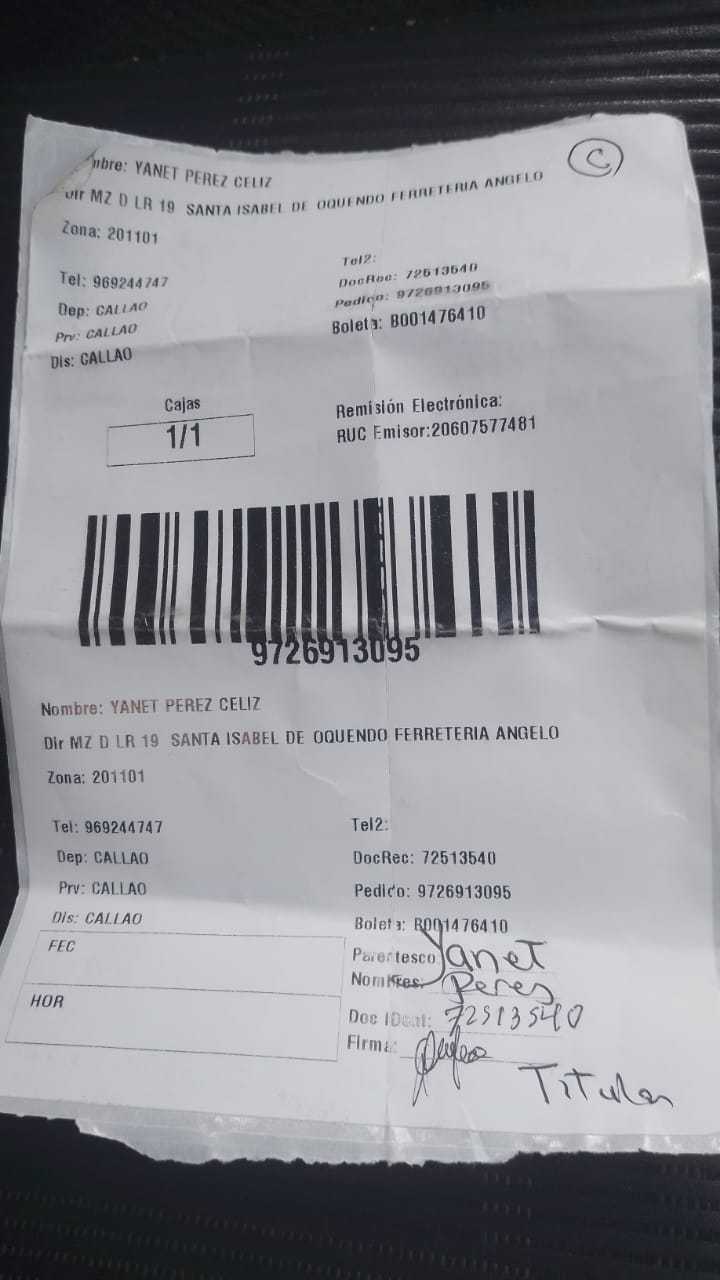 mbre: YANET PEREZ CELIZ
C
Dir MZ D LR 19 SANTA ISABEL DE OQUENDO FERRETERIA ANGELO
Zona: 201101
Tel2:
Tel: 969244747
DocRec: 72513540
Dep: CALLAO
Pedido: 9726913095
Prv: CALLAO
Boleta: B001476410
Dis: CALLAO
Cajas
1/1
Remisión Electrónica:
RUC Emisor:20607577481
9726913095
Nombre: YANET PEREZ CELIZ
Dir MZ D LR 19 SANTA ISABEL DE OQUENDO FERRETERIA ANGELO
Zona: 201101
Tel: 969244747
Tel2:
Dep: CALLAO
DocRec: 72513540
Prv: CALLAO
Pedido: 9726913095
Dis: CALLAO
Boleta: B001476410
FEC
Parentesco: Yanet
Nombres: Peres
HOR
Doc IDent: 72513540
Firma:
Titular